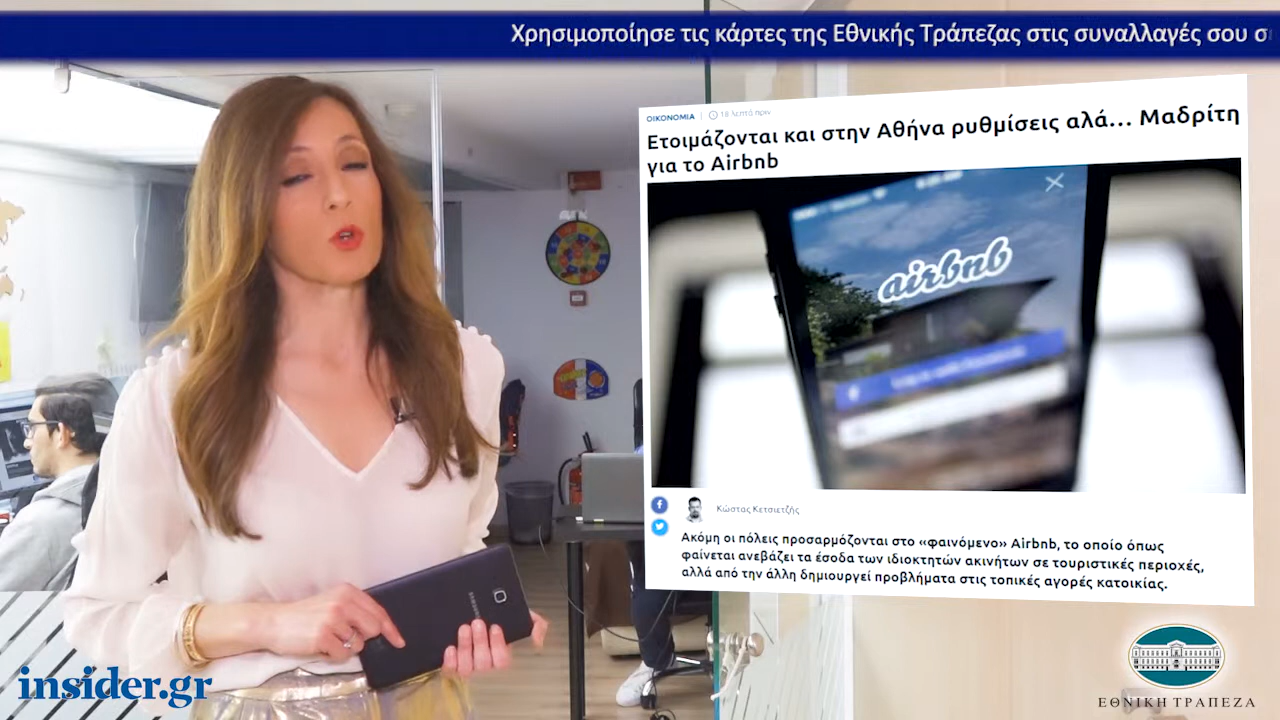 Χρησιμοποίησε τις κάρτες της Εθνικής Τράπεζας στις συναλλαγές σου
ΟΙΚΟΝΟΜΙΑ | 18 λεπτά πριν
Ετοιμάζονται και στην Αθήνα ρυθμίσεις αλά... Μαδρίτη
για το Airbnb
airbnb
Κώστας Κετσιετζής
Ακόμη οι πόλεις προσαρμόζονται στο «φαινόμενο» Airbnb, το οποίο όπως
φαίνεται ανεβάζει τα έσοδα των ιδιοκτητών ακινήτων σε τουριστικές περιοχές,
αλλά από την άλλη δημιουργεί προβλήματα στις τοπικές αγορές κατοικίας.
SAMSUNG
insider.gr
ΕΘΝΙΚΗ ΤΡΑΠΕΖΑ